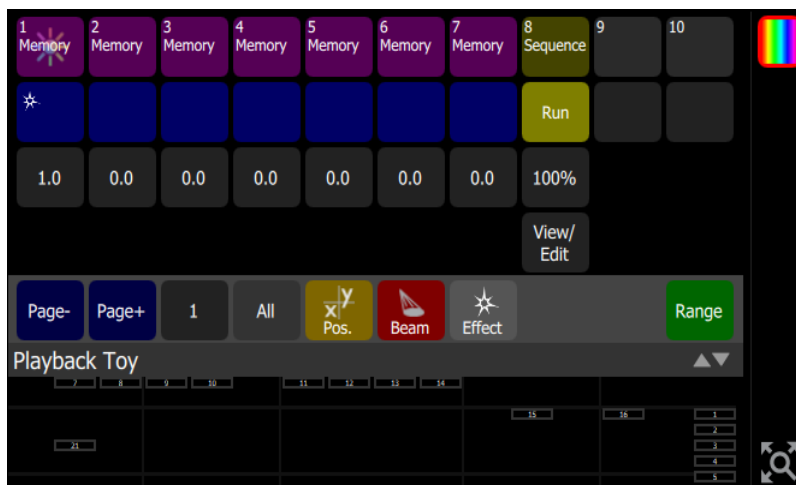 1 2 3 4 5 6 7 8 9 10
Memory Memory Memory Memory Memory Memory Memory Sequence
Run
1.0 0.0 0.0 0.0 0.0 0.0 0.0 100%
View/
Edit
Page- Page+ 1 All x y Pos. Beam Effect Range
Playback Toy
7 8 9 10 11 12 13 14
15 16 1
2
21 3
4
5